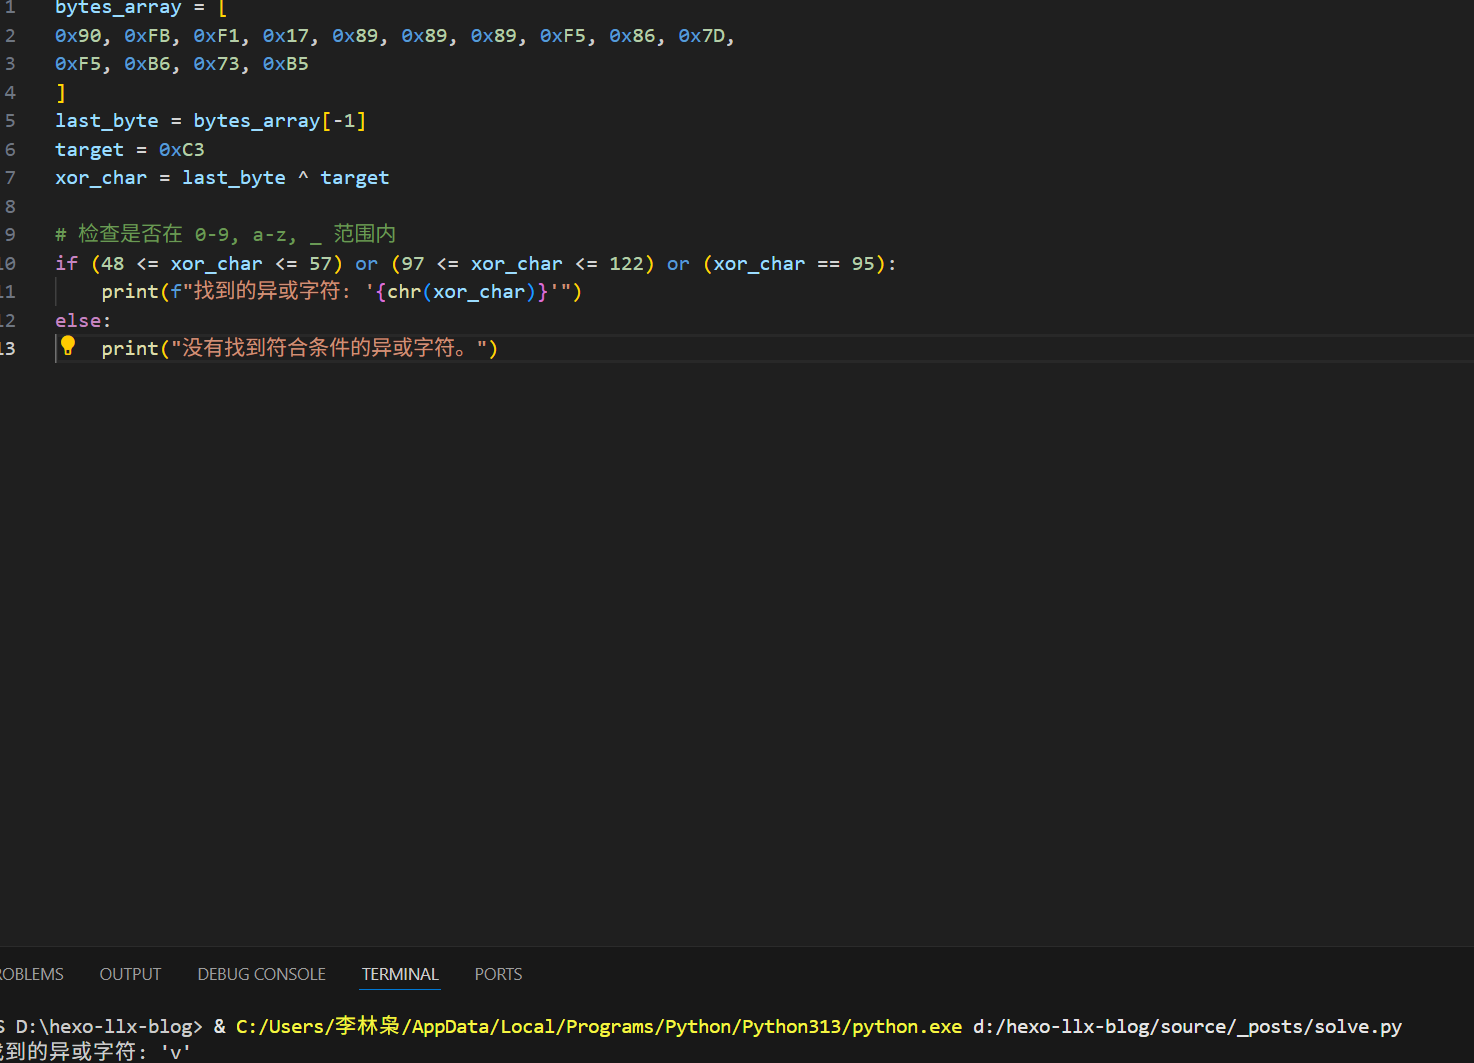 1 bytes_array = [
2 0x90, 0xFB, 0xF1, 0x17, 0x89, 0x89, 0x89, 0xF5, 0x86, 0x7D,
3 0xF5, 0xB6, 0x73, 0xB5
4 ]
5 last_byte = bytes_array[-1]
6 target = 0xC3
7 xor_char = last_byte ^ target
8
9 # 检查是否在 0-9, a-z, _ 范围内
10 if (48 <= xor_char <= 57) or (97 <= xor_char <= 122) or (xor_char == 95):
11     print(f"找到的异或字符: '{chr(xor_char)}'")
12 else:
13     print("没有找到符合条件的异或字符。")
ROBLEMS OUTPUT DEBUG CONSOLE TERMINAL PORTS
S D:\hexo-llx-blog> & C:/Users/李林枭/AppData/Local/Programs/Python/Python313/python.exe d:/hexo-llx-blog/source/_posts/solve.py
找到的异或字符: 'v'